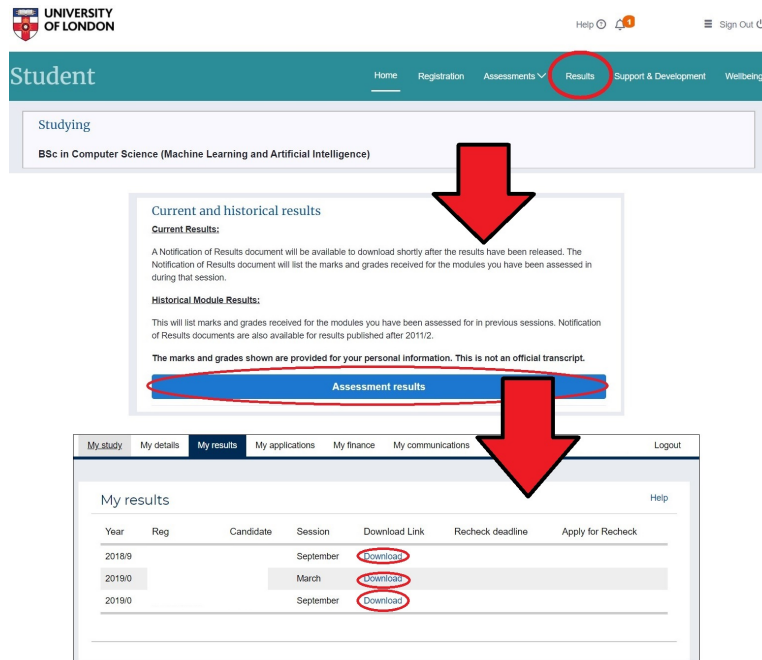 UNIVERSITY
OF LONDON
Help 1 Sign Out
Student
Home Registration Assessments Results Support & Development Wellbeing
Studying
BSc in Computer Science (Machine Learning and Artificial Intelligence)
Current and historical results
Current Results:
A Notification of Results document will be available to download shortly after the results have been released. The
Notification of Results document will list the marks and grades received for the modules you have been assessed in
during that session.
Historical Module Results:
This will list marks and grades received for the modules you have been assessed for in previous sessions. Notification
of Results documents are also available for results published after 2011/2.
The marks and grades shown are provided for your personal information. This is not an official transcript.
Assessment results
My study My details My results My applications My finance My communications Logout
My results Help
Year Reg Candidate Session Download Link Recheck deadline Apply for Recheck
2018/9 September Download
2019/0 March Download
2019/0 September Download